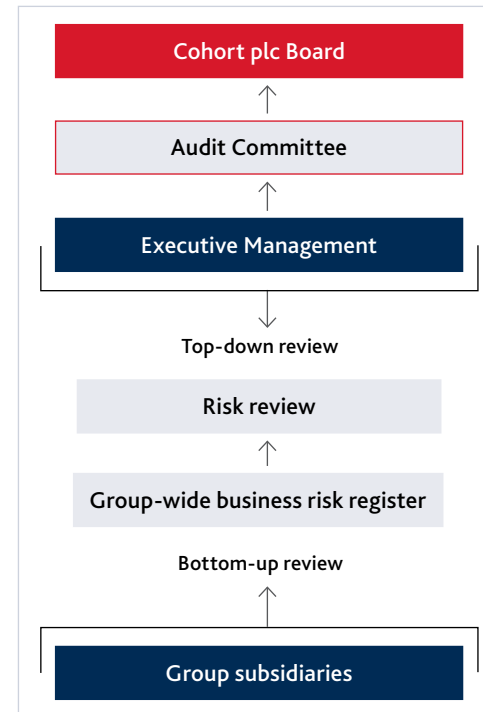 Cohort plc Board
Audit Committee
Executive Management
Top-down review
Risk review
Group-wide business risk register
Bottom-up review
Group subsidiaries